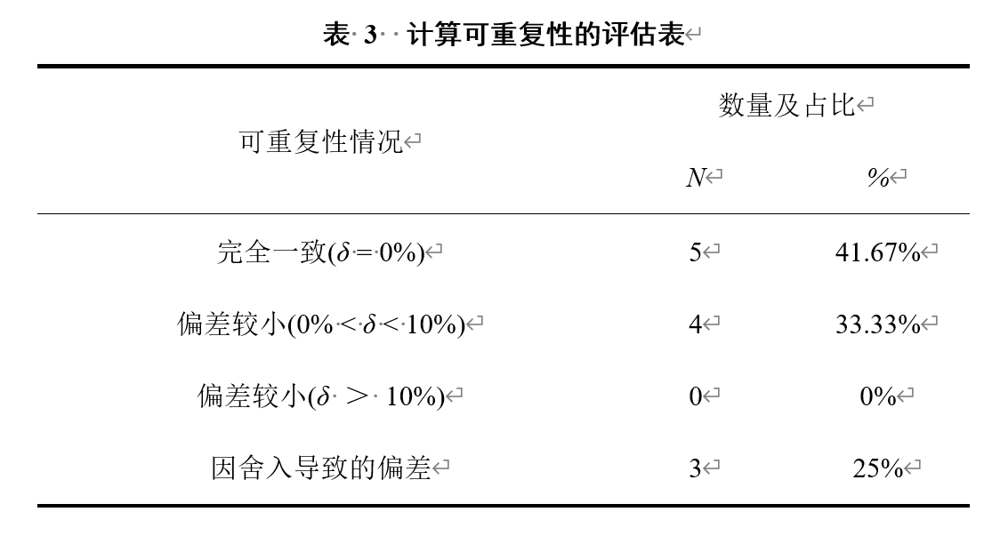 表 3  计算可重复性的评估表
可重复性情况
数量及占比
N %
完全一致(δ = 0%) 5 41.67%
偏差较小(0% < δ < 10%) 4 33.33%
偏差较小(δ > 10%) 0 0%
因舍入导致的偏差 3 25%